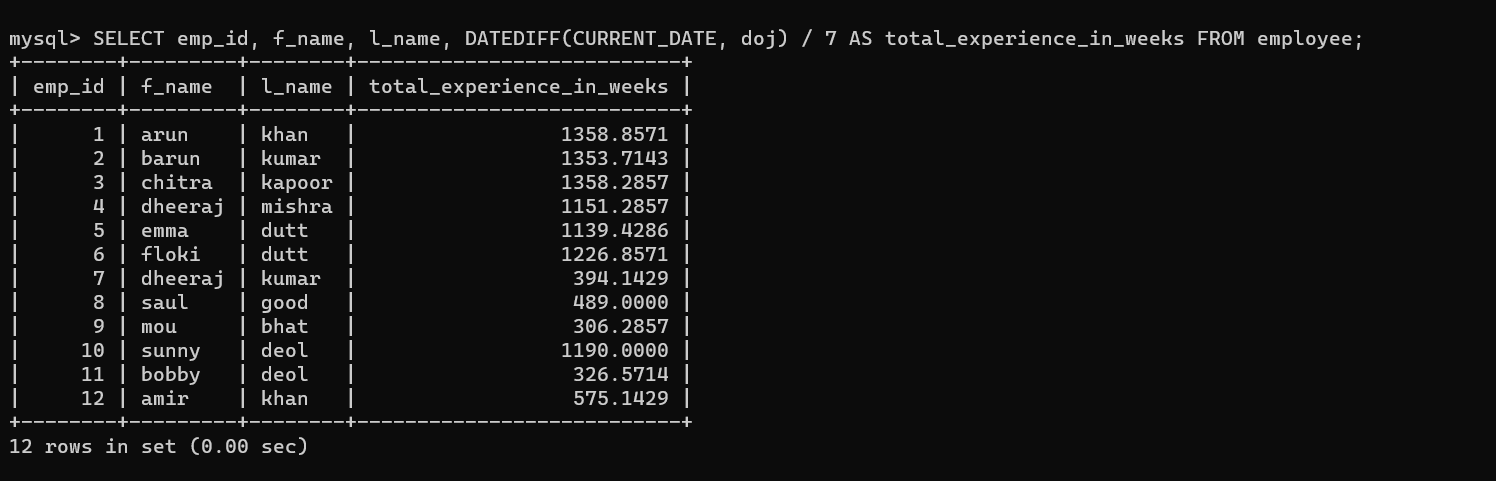 mysql> SELECT emp_id, f_name, l_name, DATEDIFF(CURRENT_DATE, doj) / 7 AS total_experience_in_weeks FROM employee;
+--------+---------+--------+---------------------------+
| emp_id | f_name  | l_name | total_experience_in_weeks |
+--------+---------+--------+---------------------------+
|      1 | arun    | khan   |                 1358.8571 |
|      2 | barun   | kumar  |                 1353.7143 |
|      3 | chitra  | kapoor |                 1358.2857 |
|      4 | dheeraj | mishra |                 1151.2857 |
|      5 | emma    | dutt   |                 1139.4286 |
|      6 | floki   | dutt   |                 1226.8571 |
|      7 | dheeraj | kumar  |                  394.1429 |
|      8 | saul    | good   |                  489.0000 |
|      9 | mou     | bhat   |                  306.2857 |
|     10 | sunny   | deol   |                 1190.0000 |
|     11 | bobby   | deol   |                  326.5714 |
|     12 | amir    | khan   |                  575.1429 |
+--------+---------+--------+---------------------------+
12 rows in set (0.00 sec)